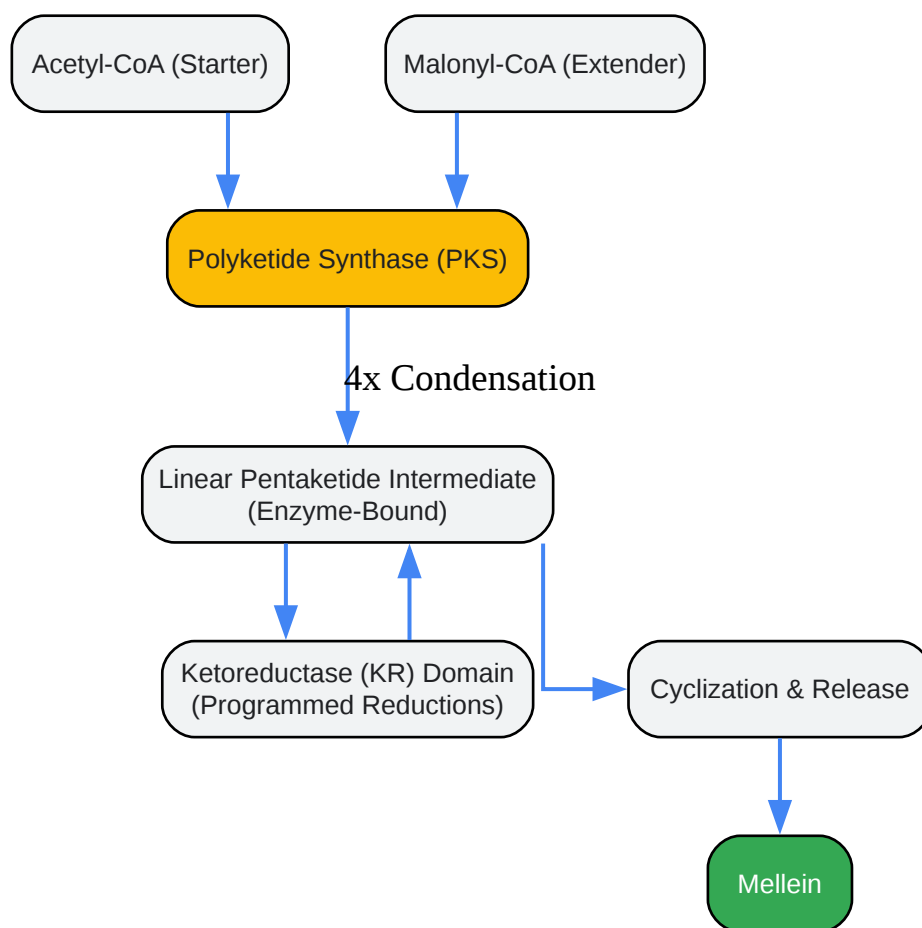 Acetyl-CoA (Starter)
Malonyl-CoA (Extender)
Polyketide Synthase (PKS)
4x Condensation
Linear Pentaketide Intermediate
(Enzyme-Bound)
Ketoreductase (KR) Domain
(Programmed Reductions)
Cyclization & Release
Mellein